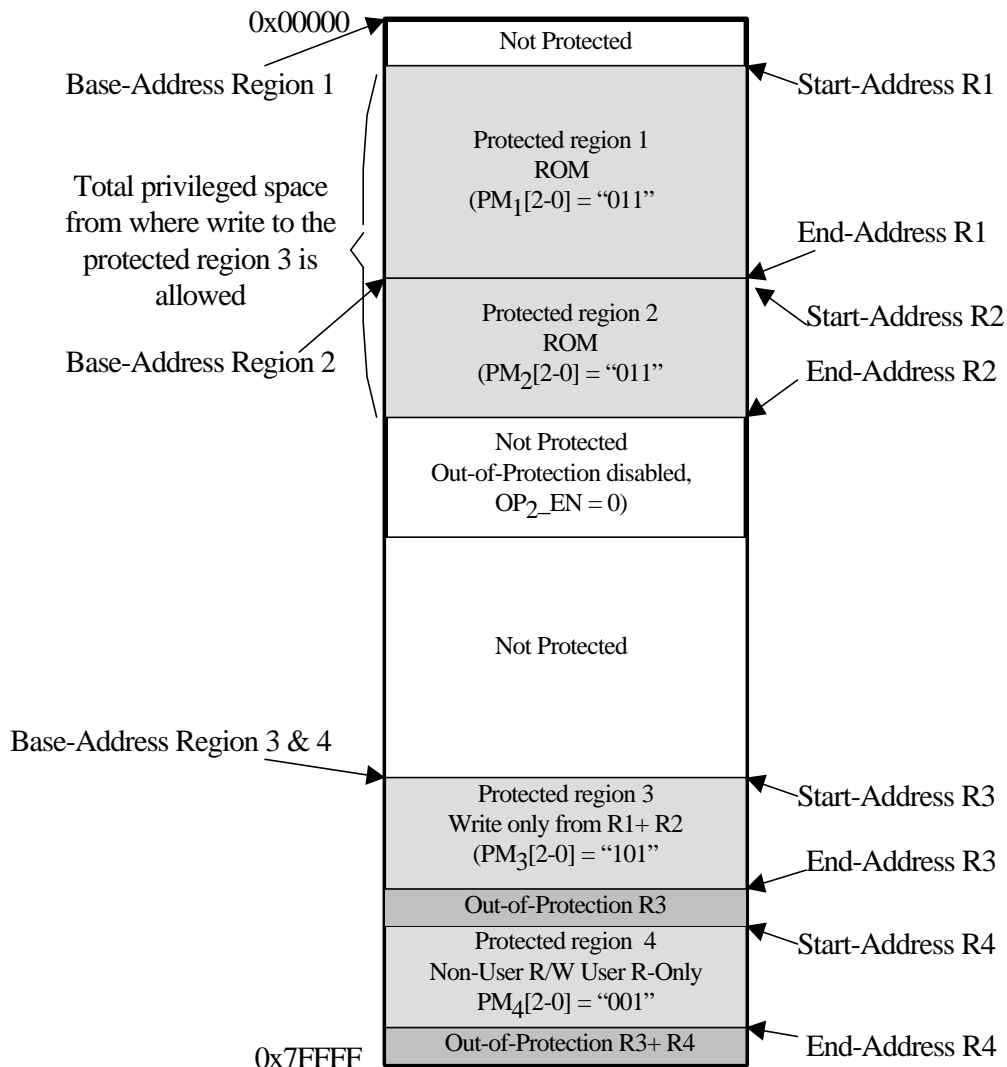 0x00000
Not Protected
Base-Address Region 1
Start-Address R1
Protected region 1
ROM
(PM1[2-0] = “011”
Total privileged space
from where write to the
protected region 3 is
allowed
End-Address R1
Start-Address R2
Protected region 2
ROM
(PM2[2-0] = “011”
Base-Address Region 2
End-Address R2
Not Protected
Out-of-Protection disabled,
OP2_EN = 0)
Not Protected
Base-Address Region 3 & 4
Start-Address R3
Protected region 3
Write only from R1+ R2
(PM3[2-0] = “101”
End-Address R3
Out-of-Protection R3
Start-Address R4
Protected region 4
Non-User R/W User R-Only
PM4[2-0] = “001”
End-Address R4
Out-of-Protection R3+ R4
0x7FFFF